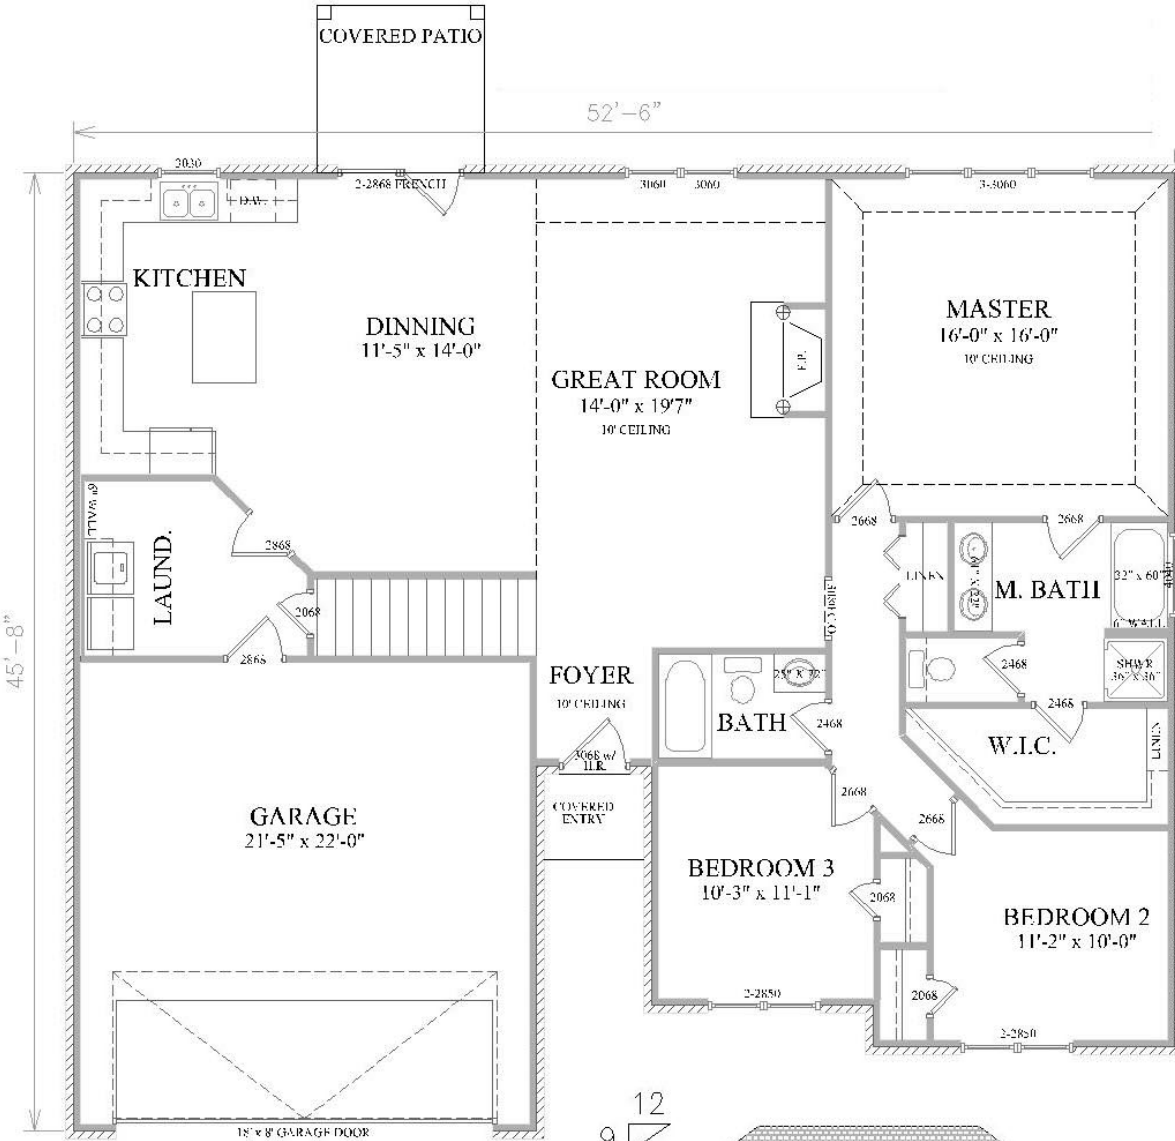 COVERED PATIO
52'-6"
3030
2-2868 FRENCH
3060
3060
3-3060
D.W.
KITCHEN
DINNING
11'-5" x 14'-0"
GREAT ROOM
14'-0" x 19'7"
10' CEILING
F.P.
MASTER
16'-0" x 16'-0"
10' CEILING
6" WALL
LAUND.
2868
2068
2868
45'-8"
2668
2668
LINEN
M. BATH
32" x 60"
6" WALL
2468
SHWR
36" x 36"
2468
W.I.C.
LINEN
FOYER
10' CEILING
3068 w/
BATH
2468
COVERED
ENTRY
2668
2668
GARAGE
21'-5" x 22'-0"
BEDROOM 3
10'-3" x 11'-1"
2068
BEDROOM 2
11'-2" x 10'-0"
2068
2-2850
2-2850
12
9
8' GARAGE DOOR